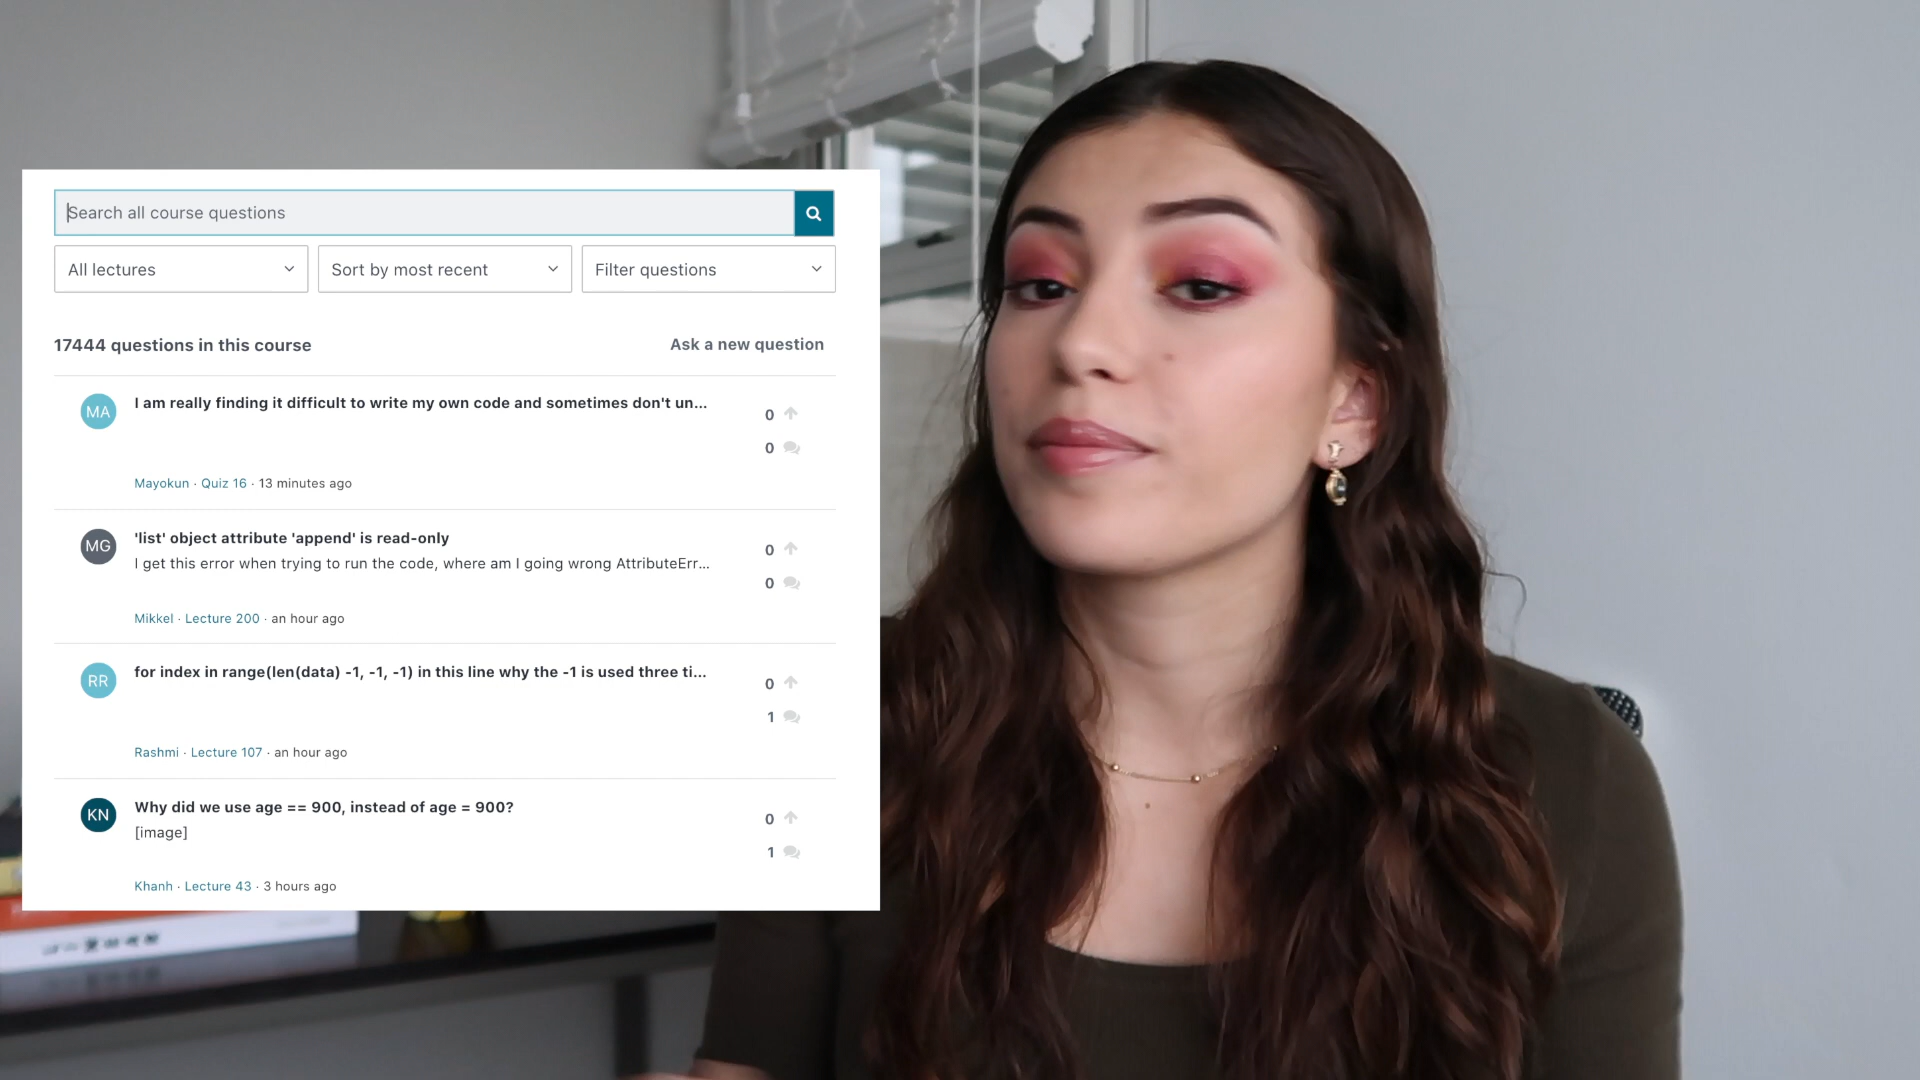 Search all course questions
All lectures
Sort by most recent
Filter questions
17444 questions in this course
Ask a new question
MA
I am really finding it difficult to write my own code and sometimes don't un...
0
0
Mayokun · Quiz 16 · 13 minutes ago
MG
'list' object attribute 'append' is read-only
I get this error when trying to run the code, where am I going wrong AttributeErr...
0
0
Mikkel · Lecture 200 · an hour ago
RR
for index in range(len(data) -1, -1, -1) in this line why the -1 is used three ti...
0
1
Rashmi · Lecture 107 · an hour ago
KN
Why did we use age == 900, instead of age = 900?
[image]
0
1
Khanh · Lecture 43 · 3 hours ago